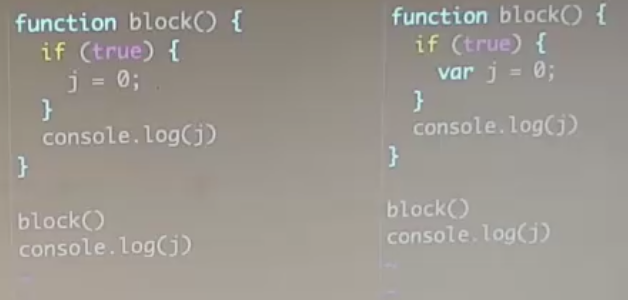 function block() {
  if (true) {
    j = 0;
  }
  console.log(j)
}

block()
console.log(j)

function block() {
  if (true) {
    var j = 0;
  }
  console.log(j)
}

block()
console.log(j)